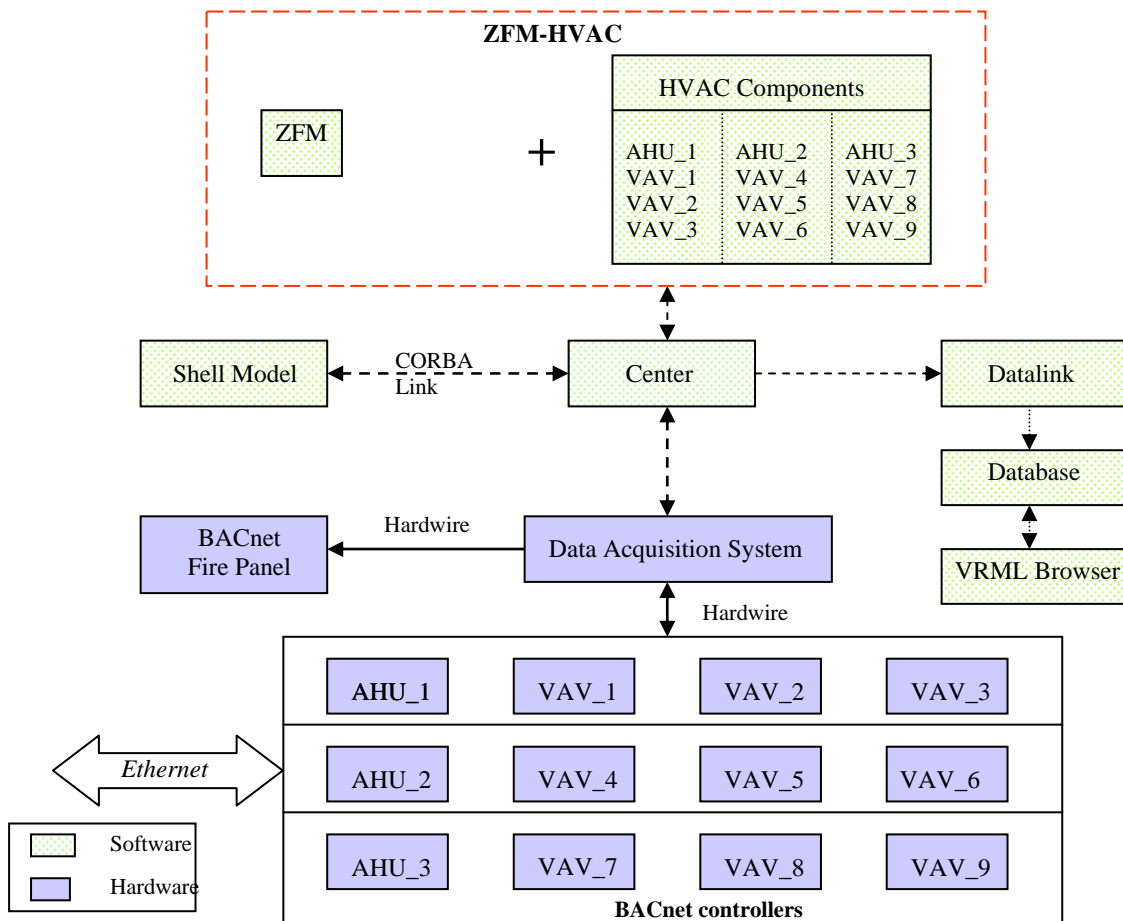 ZFM-HVAC
ZFM
+
HVAC Components
AHU_1 AHU_2 AHU_3
VAV_1 VAV_4 VAV_7
VAV_2 VAV_5 VAV_8
VAV_3 VAV_6 VAV_9
Shell Model
CORBA
Link
Center
Datalink
Database
VRML Browser
BACnet
Fire Panel
Hardwire
Data Acquisition System
Hardwire
AHU_1 VAV_1 VAV_2 VAV_3
AHU_2 VAV_4 VAV_5 VAV_6
AHU_3 VAV_7 VAV_8 VAV_9
BACnet controllers
Ethernet
Software
Hardware